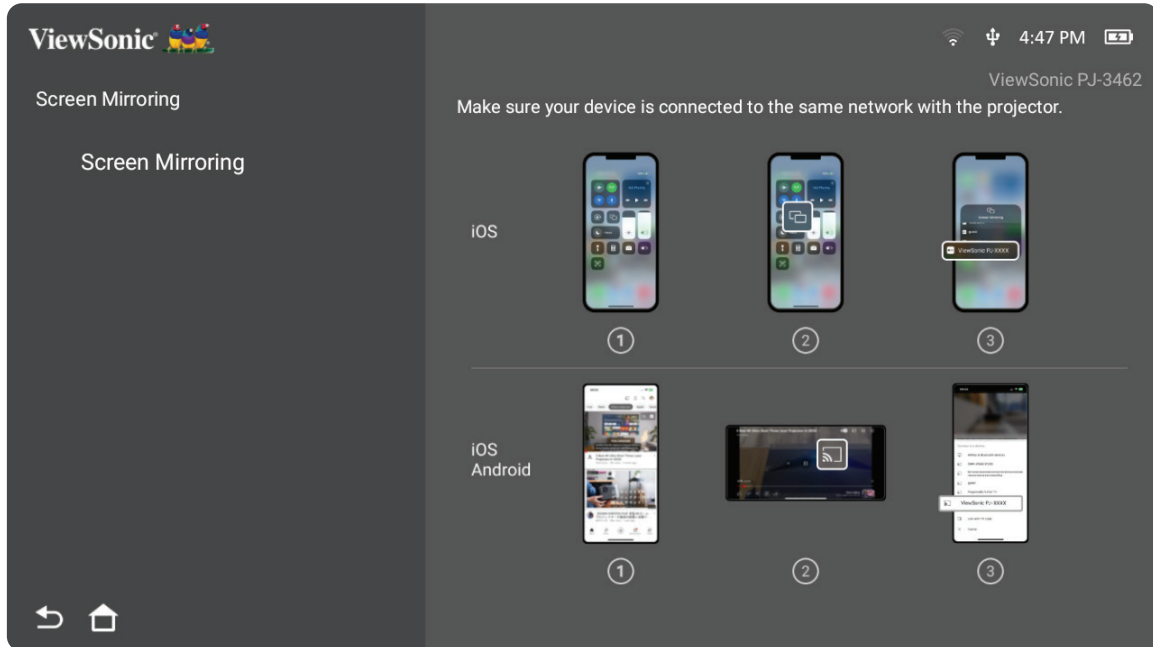 ViewSonic
4:47 PM
ViewSonic PJ-3462
Screen Mirroring
Make sure your device is connected to the same network with the projector.
Screen Mirroring
iOS
Screen Mirroring
ViewSonic PJ-XXXX
1
2
3
iOS
Android
ViewSonic PJ-XXXX
1
2
3